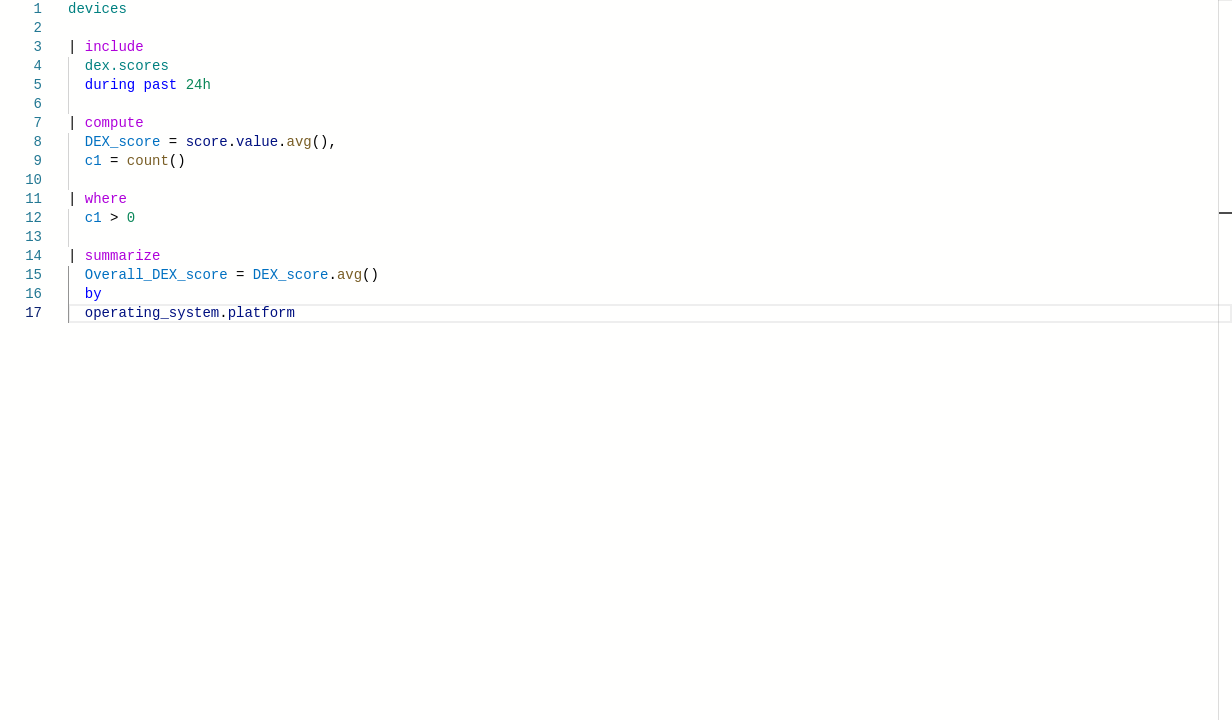 1 devices
2
3 | include
4 dex.scores
5 during past 24h
6
7 | compute
8 DEX_score = score.value.avg(),
9 c1 = count()
10
11 | where
12 c1 > 0
13
14 | summarize
15 Overall_DEX_score = DEX_score.avg()
16 by
17 operating_system.platform